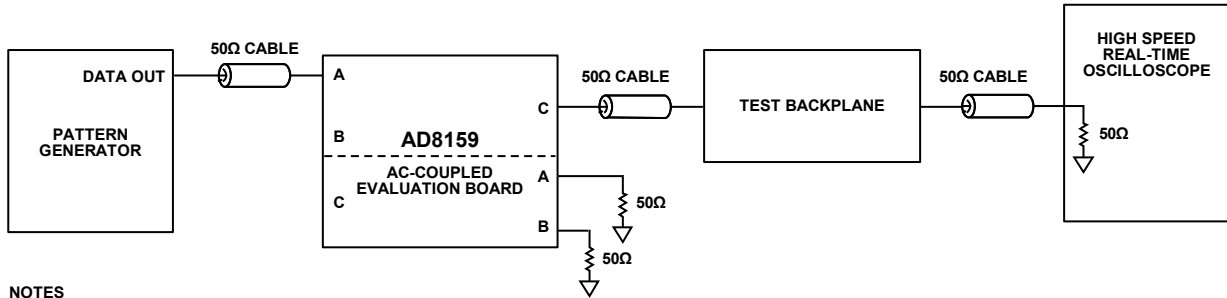 50Ω CABLE
DATA OUT
PATTERN
GENERATOR
A
B
C
AD8159
AC-COUPLED
EVALUATION BOARD
C
A
B
50Ω
50Ω
50Ω CABLE
TEST BACKPLANE
50Ω CABLE
HIGH SPEED
REAL-TIME
OSCILLOSCOPE
50Ω
NOTES